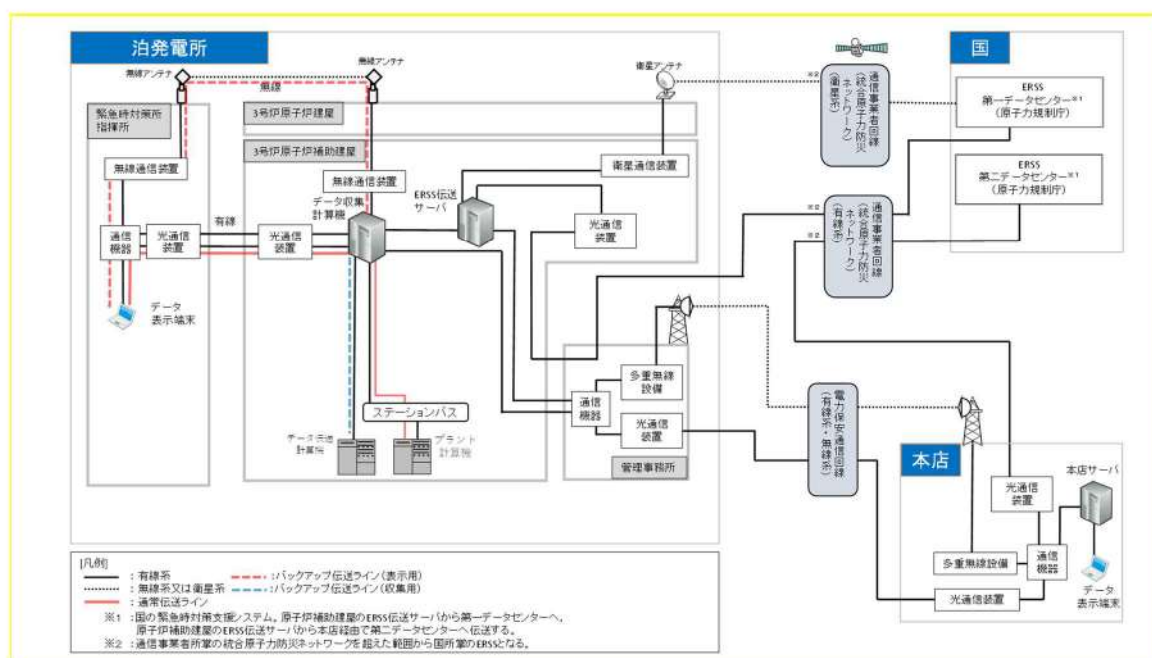 泊発電所
無線アンテナ
無線アンテナ
無線
衛星アンテナ
緊急時対策所
指揮所
3号炉原子炉建屋
3号炉原子炉補助建屋
無線通信装置
無線通信装置
データ収集
計算機
ERSS伝送
サーバ
衛星通信装置
光通信
装置
有線
通信
機器
光通信
装置
光通信
装置
データ
表示端末
ステーションバス
データ伝送
計算機
プラント
計算機
多重無線
設備
通信
機器
光通信
装置
管理事務所
※2
通信事業者回線
(統合原子力防災
ネットワーク)
(衛星系)
※2
※2
通信事業者回線
(統合原子力防災
ネットワーク)
(有線系)
電力保安通信回線
(有線系・無線系)
国
ERSS
第一データセンター※1
(原子力規制庁)
ERSS
第二データセンター※1
(原子力規制庁)
本店
本店サーバ
光通信
装置
多重無線設備
通信
機器
光通信装置
データ
表示端末
[凡例]
：有線系
：バックアップ伝送ライン(表示用)
：無線系又は衛星系
：バックアップ伝送ライン(収集用)
：通常伝送ライン
※1：国の緊急時対策支援システム。原子炉補助建屋のERSS伝送サーバから第一データセンターへ、
原子炉補助建屋のERSS伝送サーバから本店経由で第二データセンターへ伝送する。
※2：通信事業者所掌の統合原子力防災ネットワークを超えた範囲から国所掌のERSSとなる。